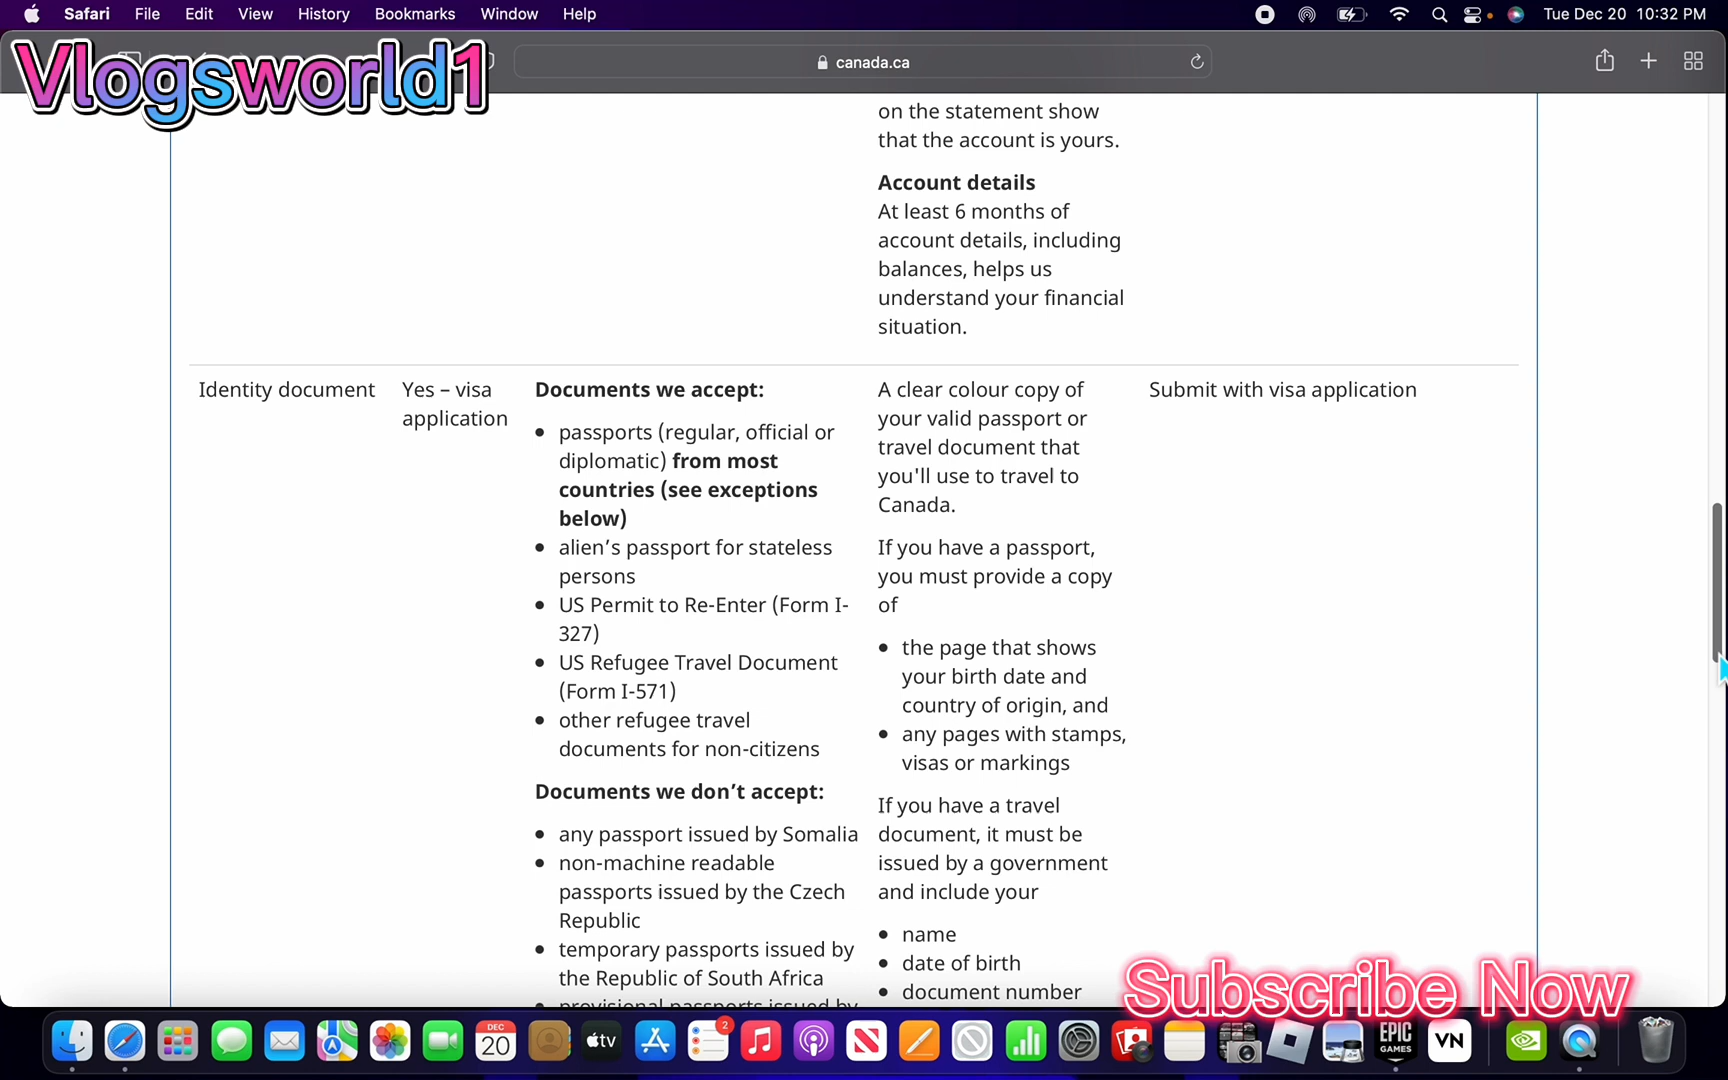 Safari File Edit View History Bookmarks Window Help Tue Dec 20 10:32 PM
Vlogsworld1
canada.ca
on the statement show
that the account is yours.
Account details
At least 6 months of
account details, including
balances, helps us
understand your financial
situation.
Identity document
Yes – visa
application
Documents we accept:
• passports (regular, official or
diplomatic) from most
countries (see exceptions
below)
• alien’s passport for stateless
persons
• US Permit to Re-Enter (Form I-
327)
• US Refugee Travel Document
(Form I-571)
• other refugee travel
documents for non-citizens
Documents we don’t accept:
• any passport issued by Somalia
• non-machine readable
passports issued by the Czech
Republic
• temporary passports issued by
the Republic of South Africa
• provisional passports issued by
A clear colour copy of
your valid passport or
travel document that
you'll use to travel to
Canada.
If you have a passport,
you must provide a copy
of
• the page that shows
your birth date and
country of origin, and
• any pages with stamps,
visas or markings
If you have a travel
document, it must be
issued by a government
and include your
• name
• date of birth
• document number
Submit with visa application
Subscribe Now
DEC
20
tv
2
EPIC
GAMES
VN